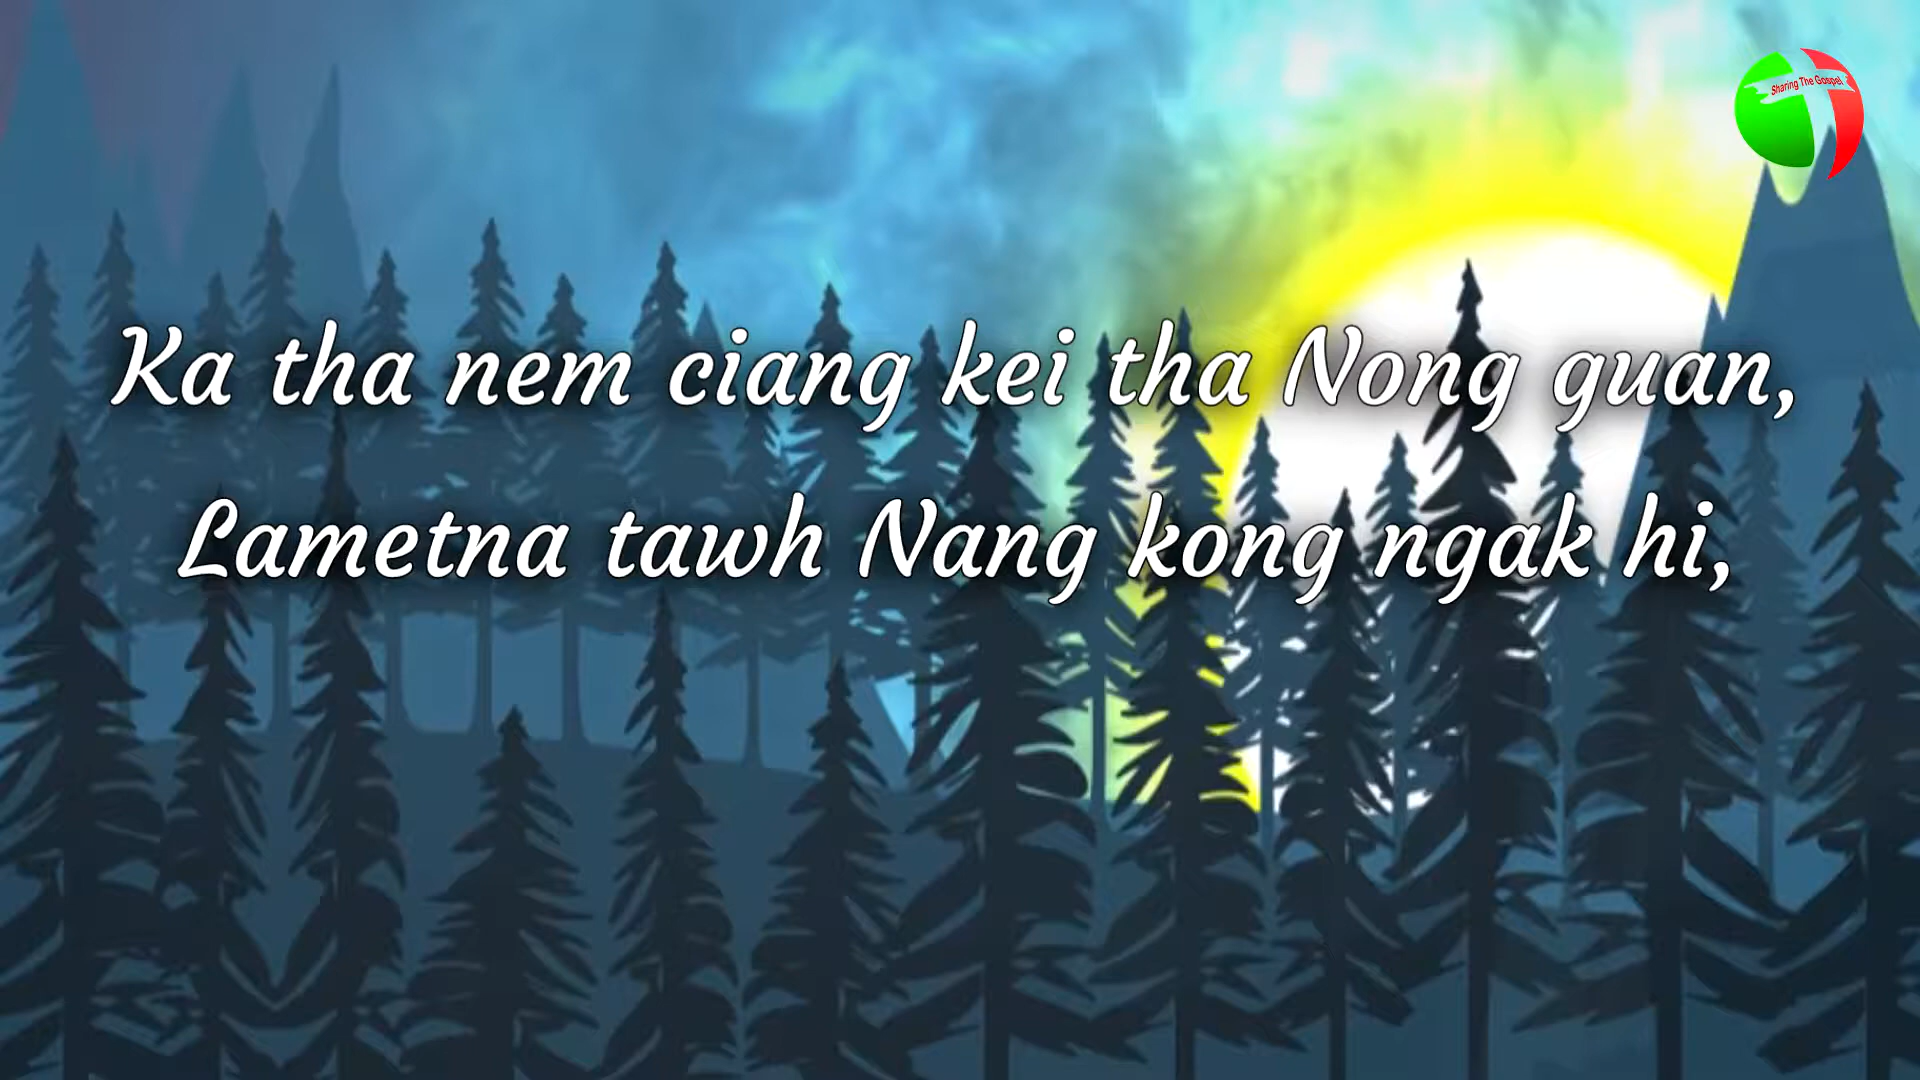 Sharing The Gospel
Ka tha nem ciang kei tha Nong guan,
Lametna tawh Nang kong ngak hi,